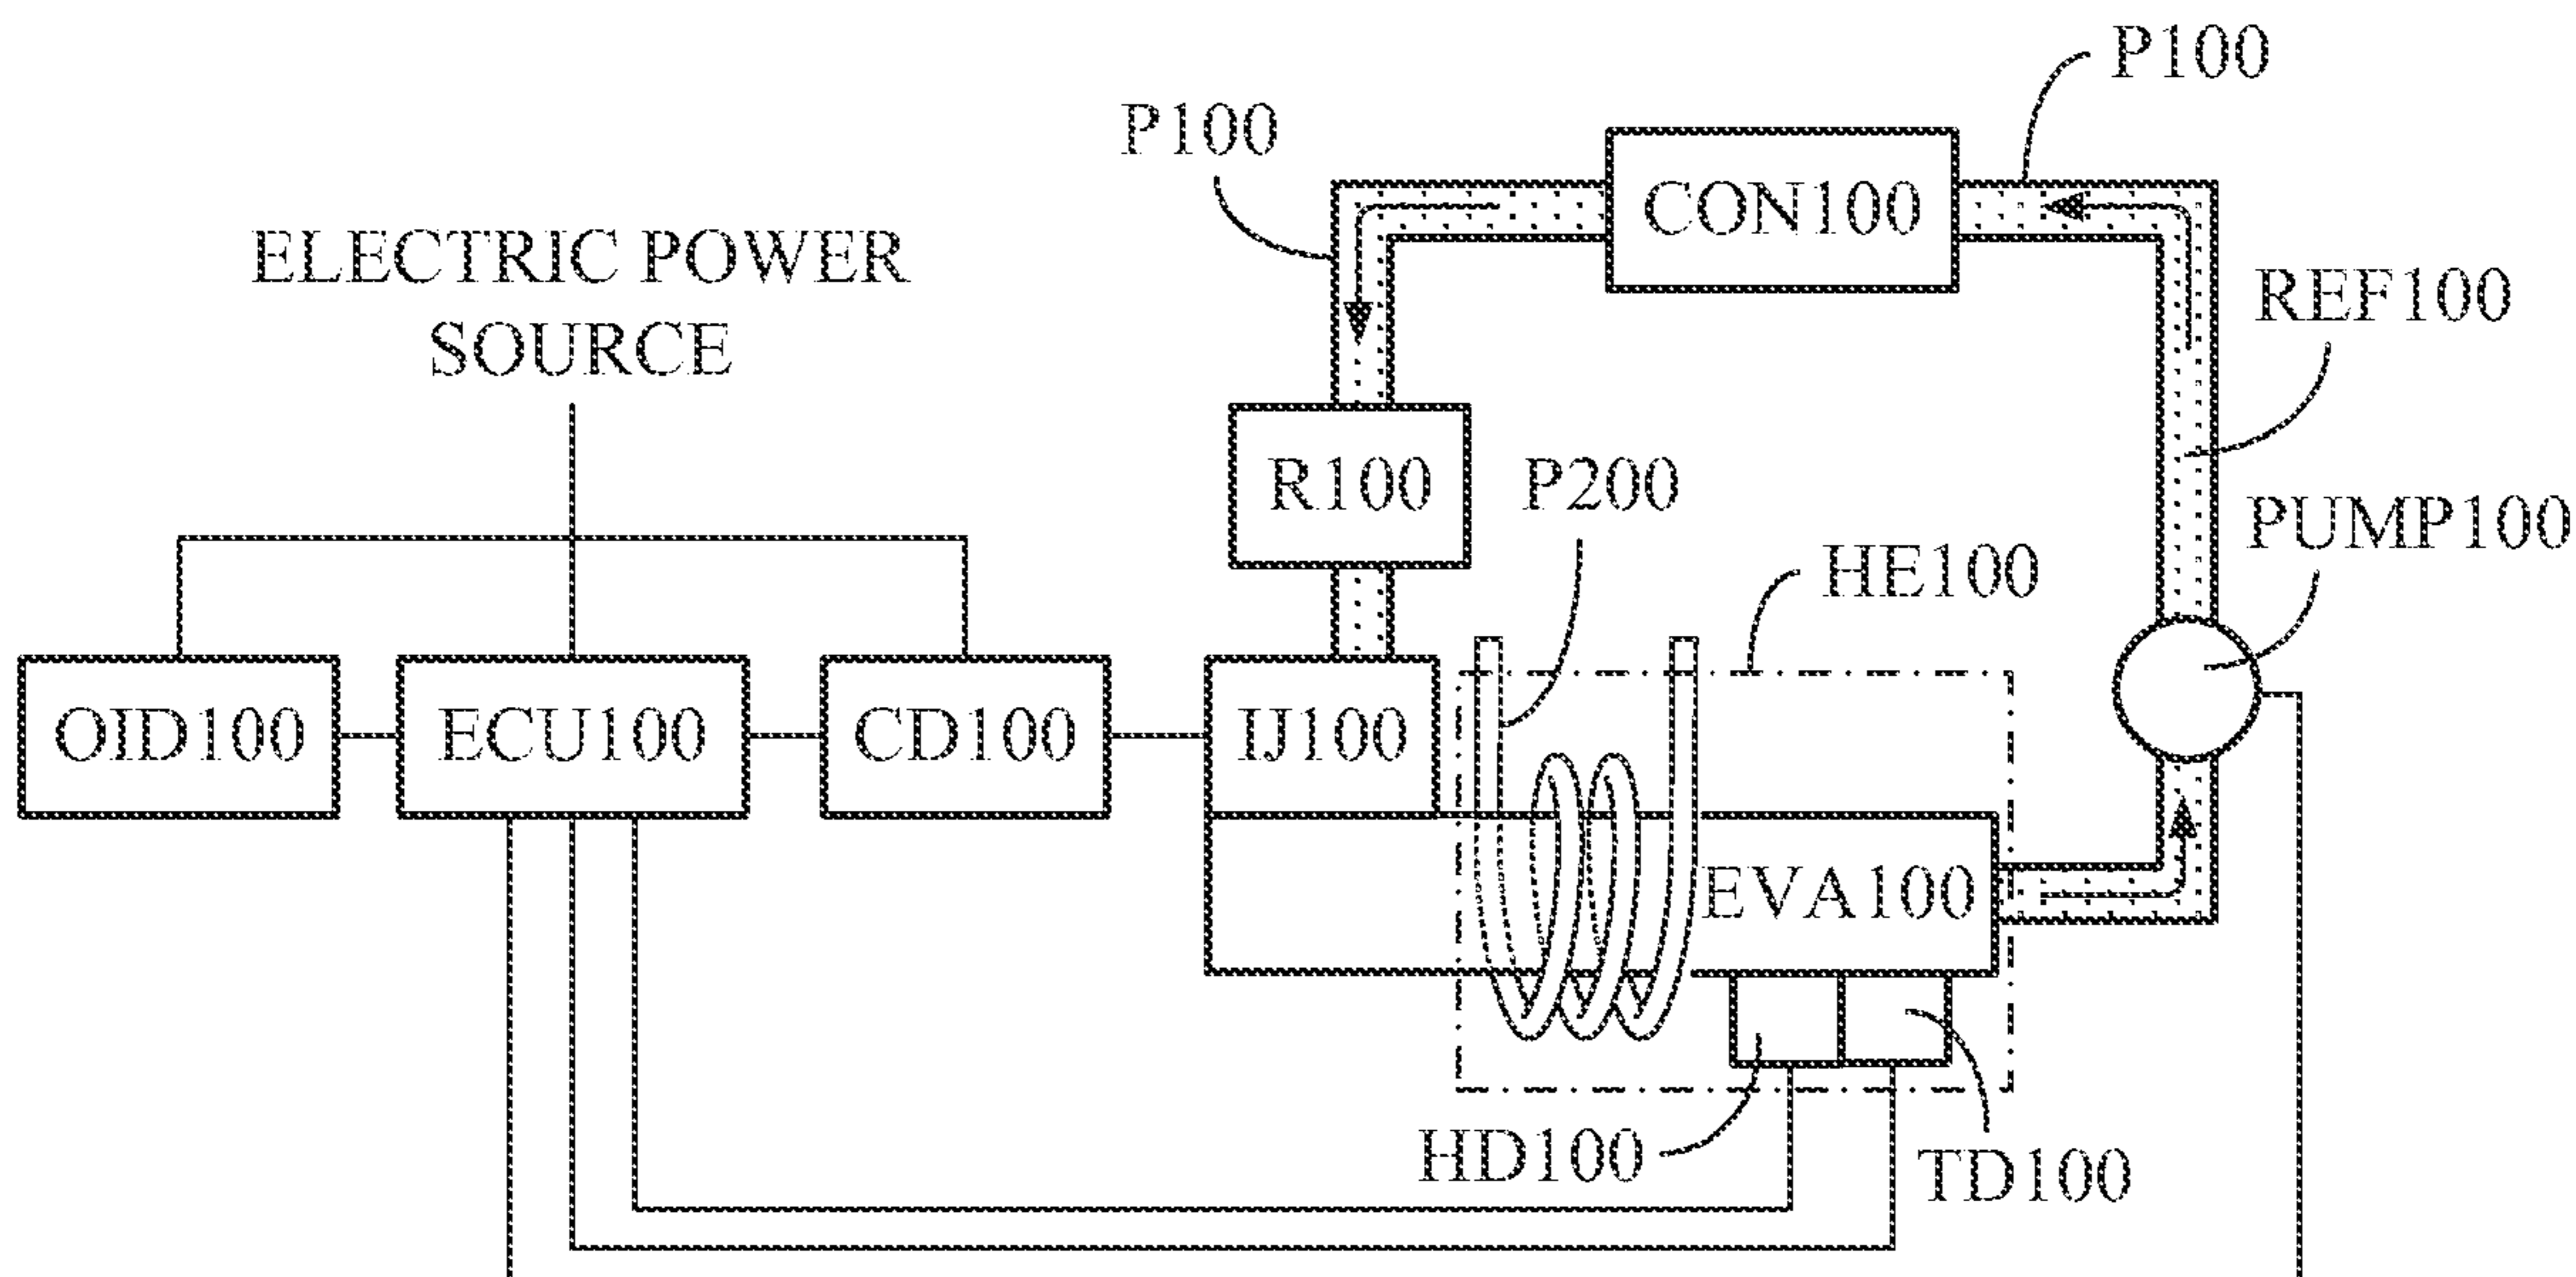 P100
P100
CON100
ELECTRIC POWER
SOURCE
REF100
R100
P200
PUMP100
HE100
OID100
ECU100
CD100
IJ100
EVA100
HD100
TD100